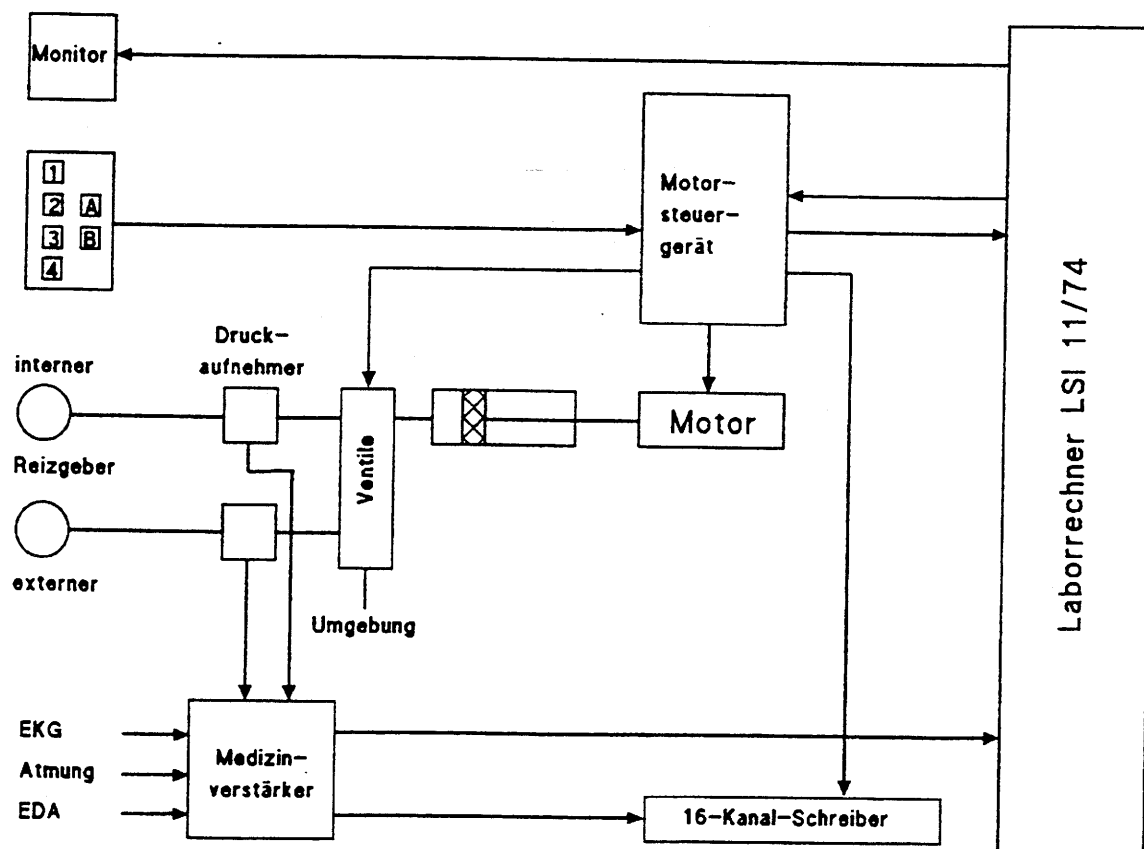 Monitor
1
2 A
3 B
4
Motor-
steuer-
gerät
Druck-
aufnehmer
interner
Reizgeber
externer
Ventile
Motor
Umgebung
Laborrechner LSI 11/74
EKG
Atmung
EDA
Medizin-
verstärker
16-Kanal-Schreiber